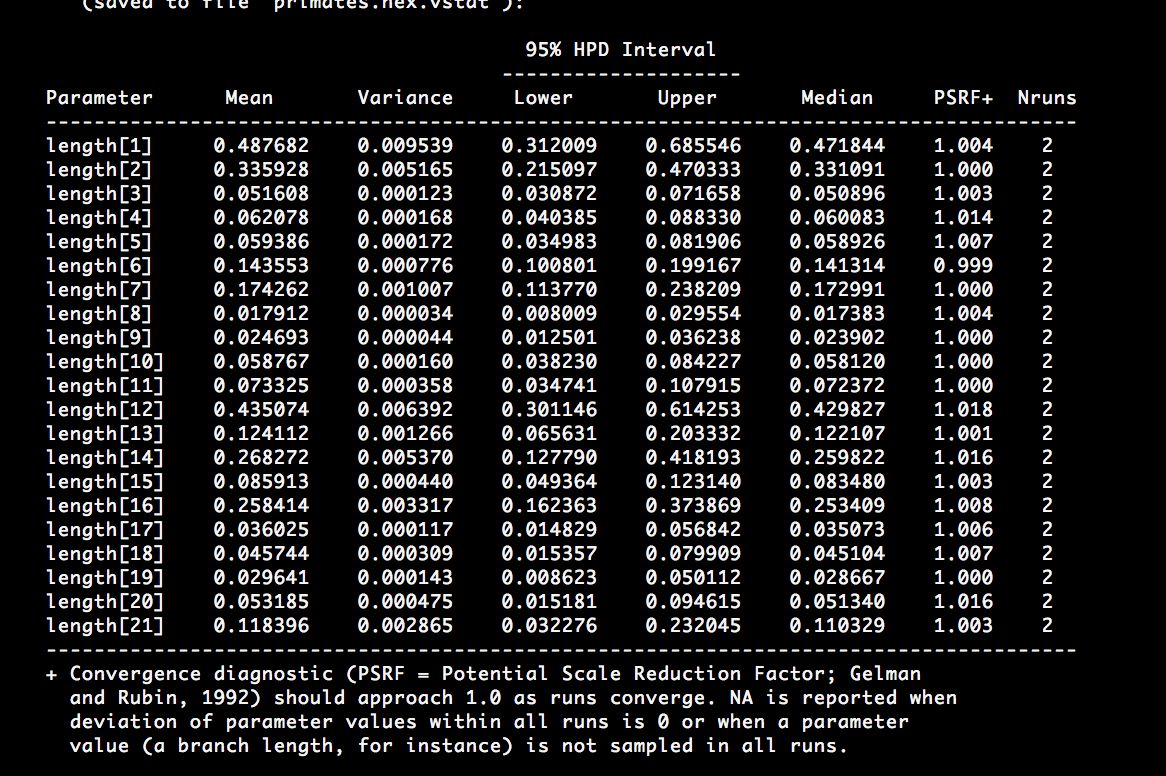 (saved to file "primates.nex.vstat"):
95% HPD Interval
--------------------
Parameter Mean Variance Lower Upper Median PSRF+ Nruns
--------------------------------------------------------------------------------------
length[1] 0.487682 0.009539 0.312009 0.685546 0.471844 1.004 2
length[2] 0.335928 0.005165 0.215097 0.470333 0.331091 1.000 2
length[3] 0.051608 0.000123 0.030872 0.071658 0.050896 1.003 2
length[4] 0.062078 0.000168 0.040385 0.088330 0.060083 1.014 2
length[5] 0.059386 0.000172 0.034983 0.081906 0.058926 1.007 2
length[6] 0.143553 0.000776 0.100801 0.199167 0.141314 0.999 2
length[7] 0.174262 0.001007 0.113770 0.238209 0.172991 1.000 2
length[8] 0.017912 0.000034 0.008009 0.029554 0.017383 1.004 2
length[9] 0.024693 0.000044 0.012501 0.036238 0.023902 1.000 2
length[10] 0.058767 0.000160 0.038230 0.084227 0.058120 1.000 2
length[11] 0.073325 0.000358 0.034741 0.107915 0.072372 1.000 2
length[12] 0.435074 0.006392 0.301146 0.614253 0.429827 1.018 2
length[13] 0.124112 0.001266 0.065631 0.203332 0.122107 1.001 2
length[14] 0.268272 0.005370 0.127790 0.418193 0.259822 1.016 2
length[15] 0.085913 0.000440 0.049364 0.123140 0.083480 1.003 2
length[16] 0.258414 0.003317 0.162363 0.373869 0.253409 1.008 2
length[17] 0.036025 0.000117 0.014829 0.056842 0.035073 1.006 2
length[18] 0.045744 0.000309 0.015357 0.079909 0.045104 1.007 2
length[19] 0.029641 0.000143 0.008623 0.050112 0.028667 1.000 2
length[20] 0.053185 0.000475 0.015181 0.094615 0.051340 1.016 2
length[21] 0.118396 0.002865 0.032276 0.232045 0.110329 1.003 2
--------------------------------------------------------------------------------------
+ Convergence diagnostic (PSRF = Potential Scale Reduction Factor; Gelman
and Rubin, 1992) should approach 1.0 as runs converge. NA is reported when
deviation of parameter values within all runs is 0 or when a parameter
value (a branch length, for instance) is not sampled in all runs.